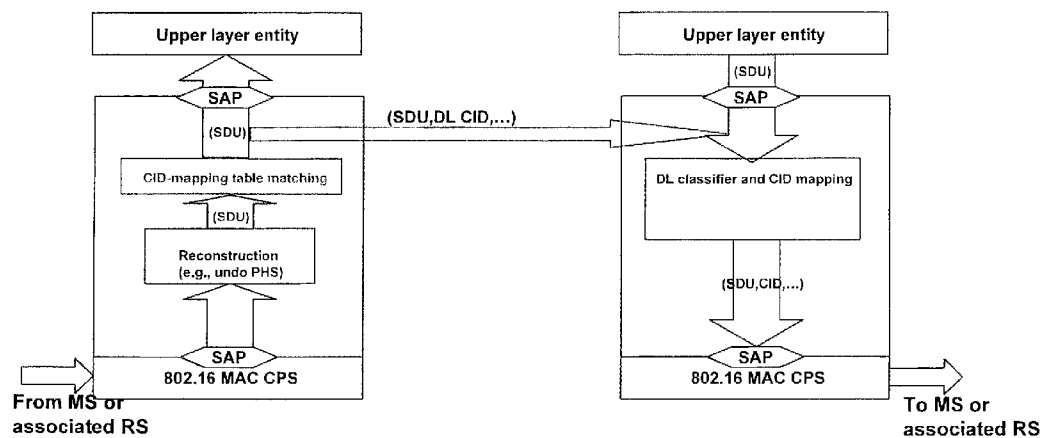 Upper layer entity
SAP
(SDU)
CID-mapping table matching
(SDU)
Reconstruction
(e.g., undo PHS)
SAP
802.16 MAC CPS
From MS or
associated RS
(SDU,DL CID,...)
Upper layer entity
(SDU)
SAP
DL classifier and CID mapping
(SDU,CID,...)
SAP
802.16 MAC CPS
To MS or
associated RS